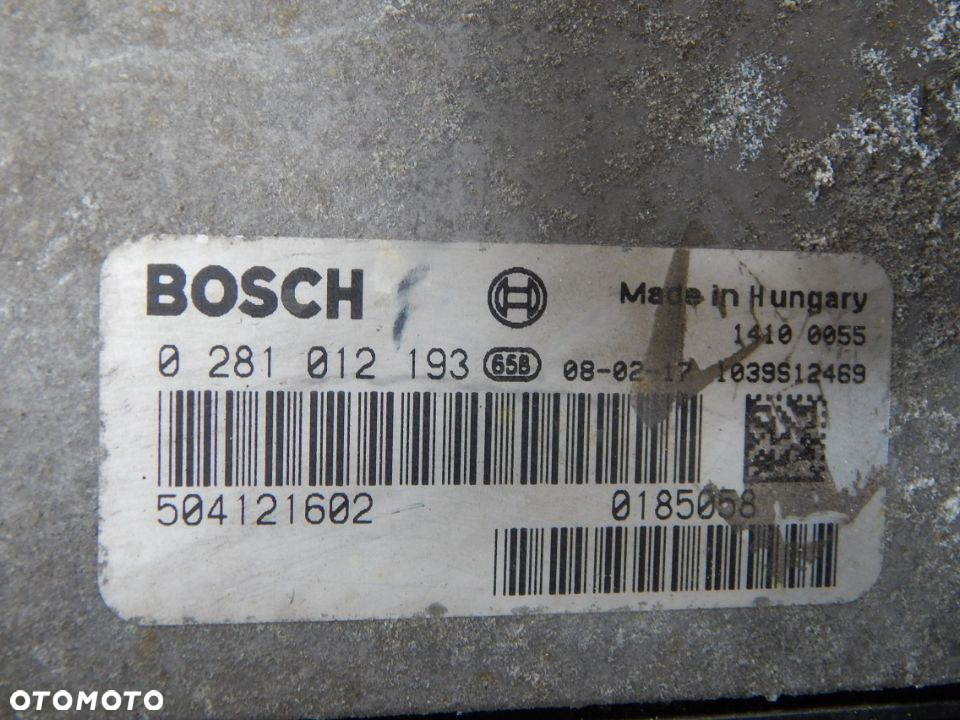 BOSCH
Made in Hungary
1410 0055
0 281 012 193 658 08-02-17 1039S12469
504121602 0185058
OTOMOTO